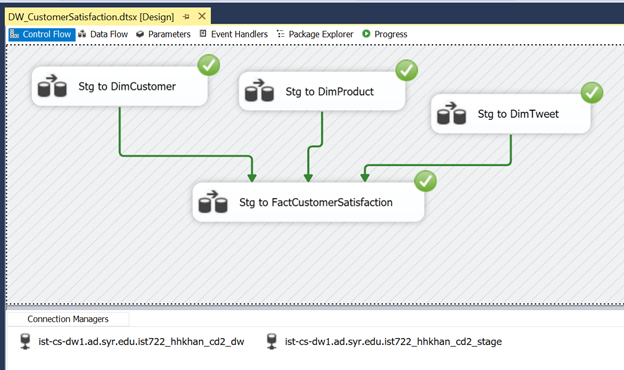 DW_CustomerSatisfaction.dtsx [Design]
Control Flow Data Flow Parameters Event Handlers Package Explorer Progress
Stg to DimCustomer
Stg to DimProduct
Stg to DimTweet
Stg to FactCustomerSatisfaction
Connection Managers
ist-cs-dw1.ad.syr.edu.ist722_hhkhan_cd2_dw ist-cs-dw1.ad.syr.edu.ist722_hhkhan_cd2_stage